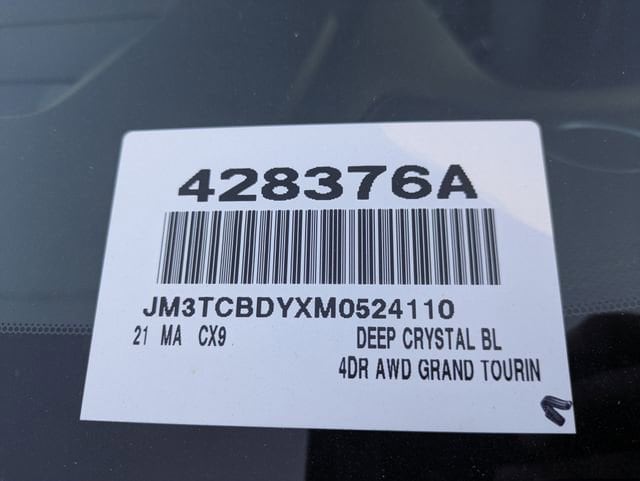 428376A
JM3TCBDYXM0524110
21 MA CX9 DEEP CRYSTAL BL
4DR AWD GRAND TOURIN